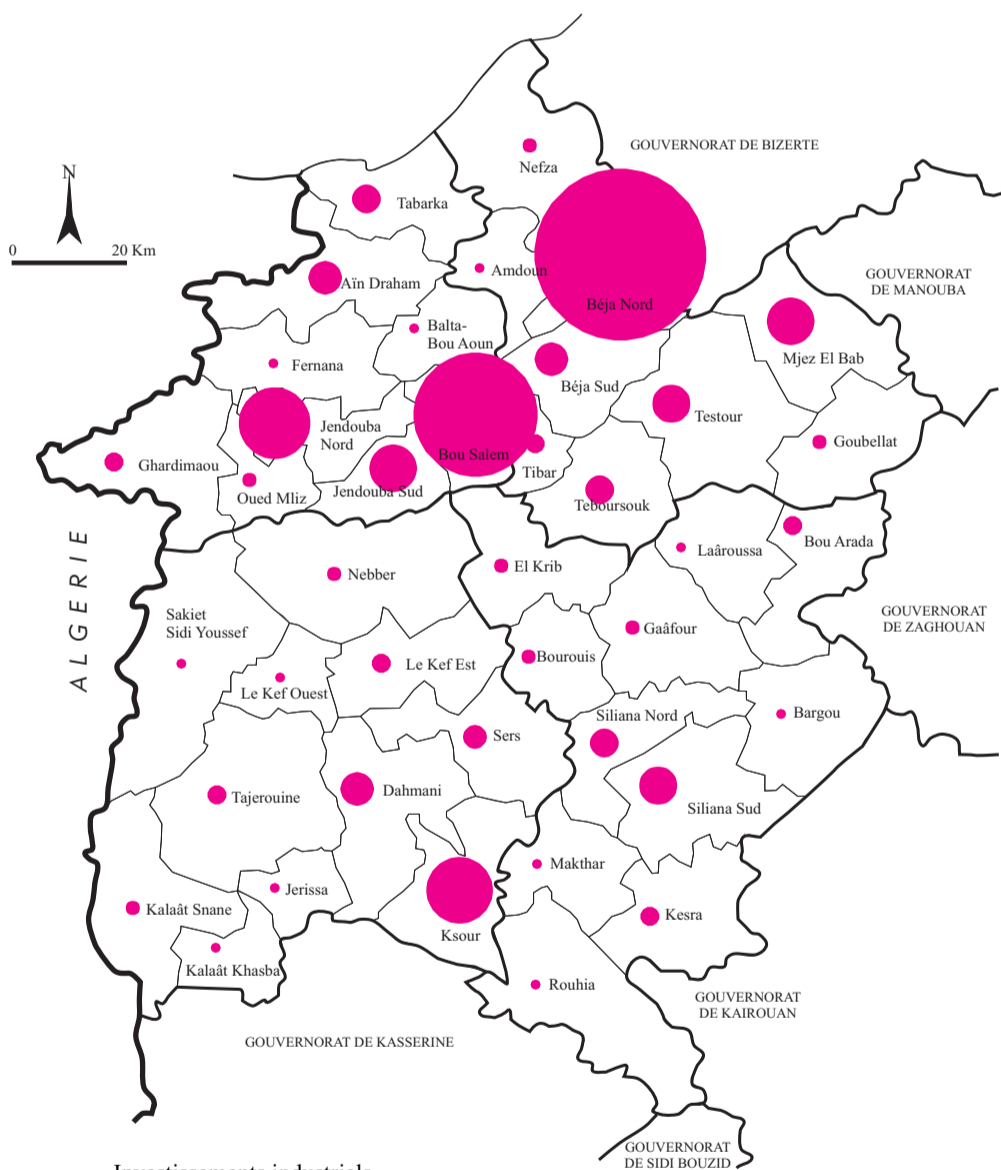 GOUVERNORAT DE BIZERTE
Nefza
N
Tabarka
0 20 Km
Amdoun
GOUVERNORAT
DE MANOUBA
Aïn Draham
Béja Nord
Balta-
Bou Aoun
Mjez El Bab
Fernana
Béja Sud
Testour
Jendouba
Nord
Goubellat
Bou Salem
Ghardimaou
Tibar
Oued Mliz
Jendouba Sud
Teboursouk
Bou Arada
Laâroussa
El Krib
Nebber
ALGERIE
Sakiet
Sidi Youssef
GOUVERNORAT
DE ZAGHOUAN
Gaâfour
Bourouis
Le Kef Est
Le Kef Ouest
Siliana Nord
Bargou
Sers
Tajerouine
Dahmani
Siliana Sud
Makthar
Jerissa
Kalaât Snane
Kesra
Ksour
Kalaât Khasba
Rouhia
GOUVERNORAT
DE KAIROUAN
GOUVERNORAT DE KASSERINE
GOUVERNORAT
DE SIDI BOUZID